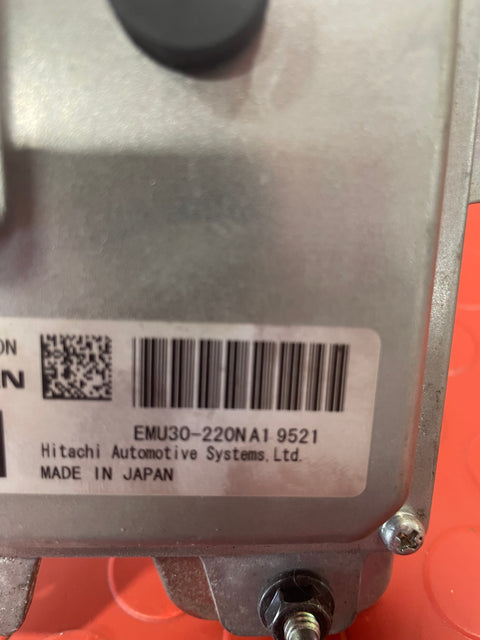 ON
EMU30-220NA1 9521
Hitachi Automotive Systems,Ltd.
MADE IN JAPAN